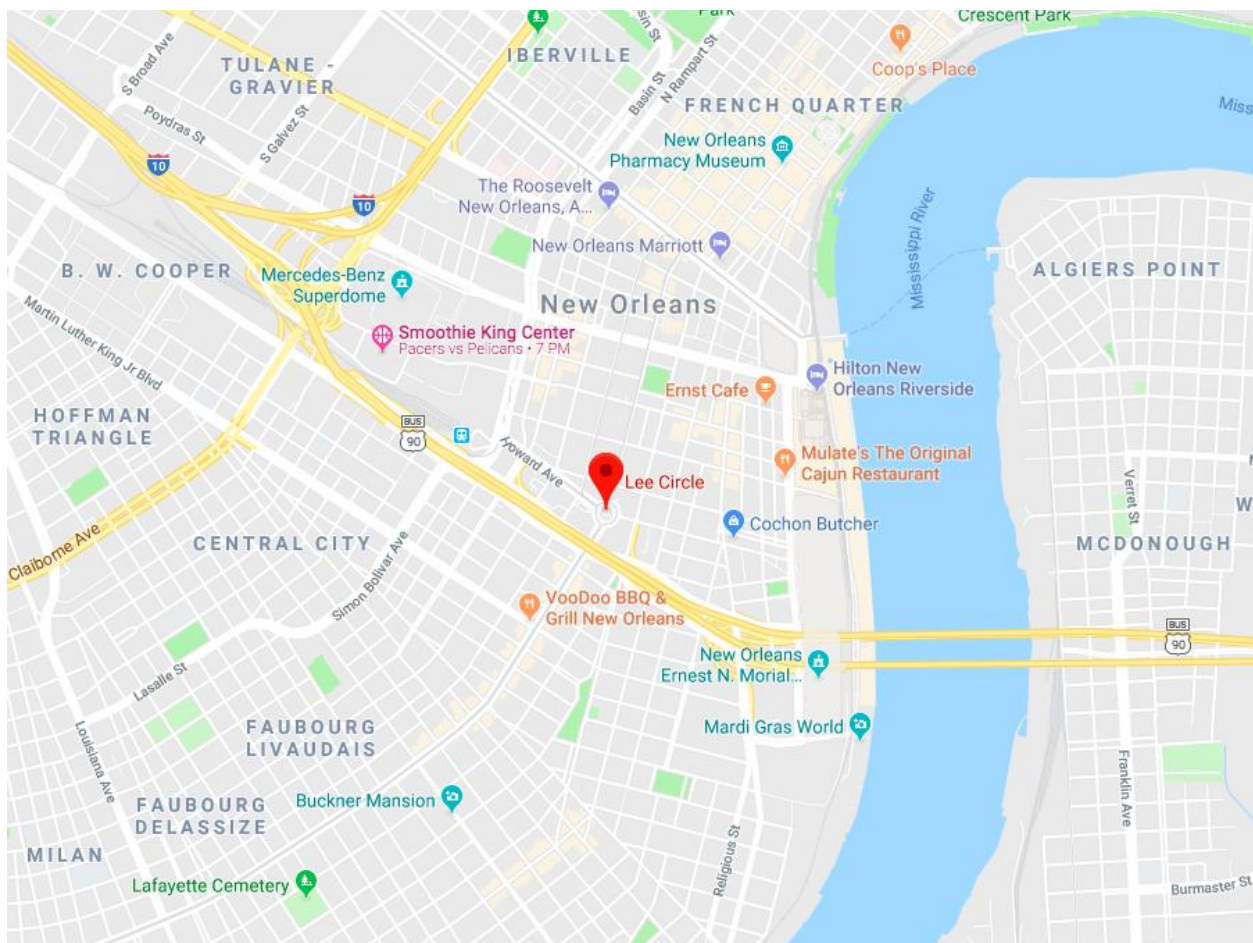 Park
Crescent Park
IBERVILLE
Basin St
S Broad Ave
TULANE -
GRAVIER
Coop's Place
Basin St
N Rampart St
FRENCH QUARTER
Poydras St
S Galvez St
New Orleans
Pharmacy Museum
10
The Roosevelt
New Orleans, A...
10
Mississippi River
New Orleans Marriott
B. W. COOPER
Mercedes-Benz
Superdome
ALGIERS POINT
New Orleans
Martin Luther King Jr Blvd
Smoothie King Center
Pacers vs Pelicans • 7 PM
Ernst Cafe
Hilton New
Orleans Riverside
HOFFMAN
TRIANGLE
BUS
90
Howard Ave
Mulate's The Original
Cajun Restaurant
Lee Circle
Verret St
Cochon Butcher
CENTRAL CITY
MCDONOUGH
Claiborne Ave
Simon Bolivar Ave
VooDoo BBQ &
Grill New Orleans
BUS
90
New Orleans
Ernest N. Morial...
Lasalle St
Mardi Gras World
FAUBOURG
LIVAUDAIS
Louisiana Ave
Franklin Ave
Buckner Mansion
FAUBOURG
DELASSIZE
MILAN
Religious St
Lafayette Cemetery
Burmaster St